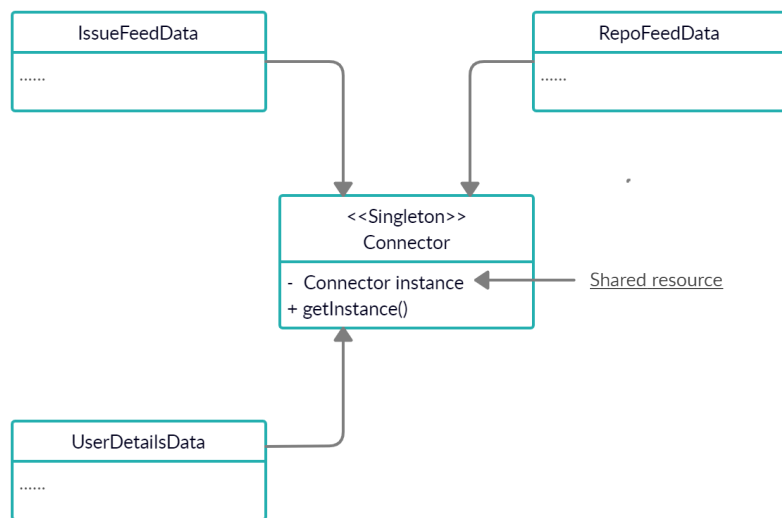 IssueFeedData
......
RepoFeedData
......
<<Singleton>>
Connector
- Connector instance
+ getInstance()
Shared resource
UserDetailsData
......